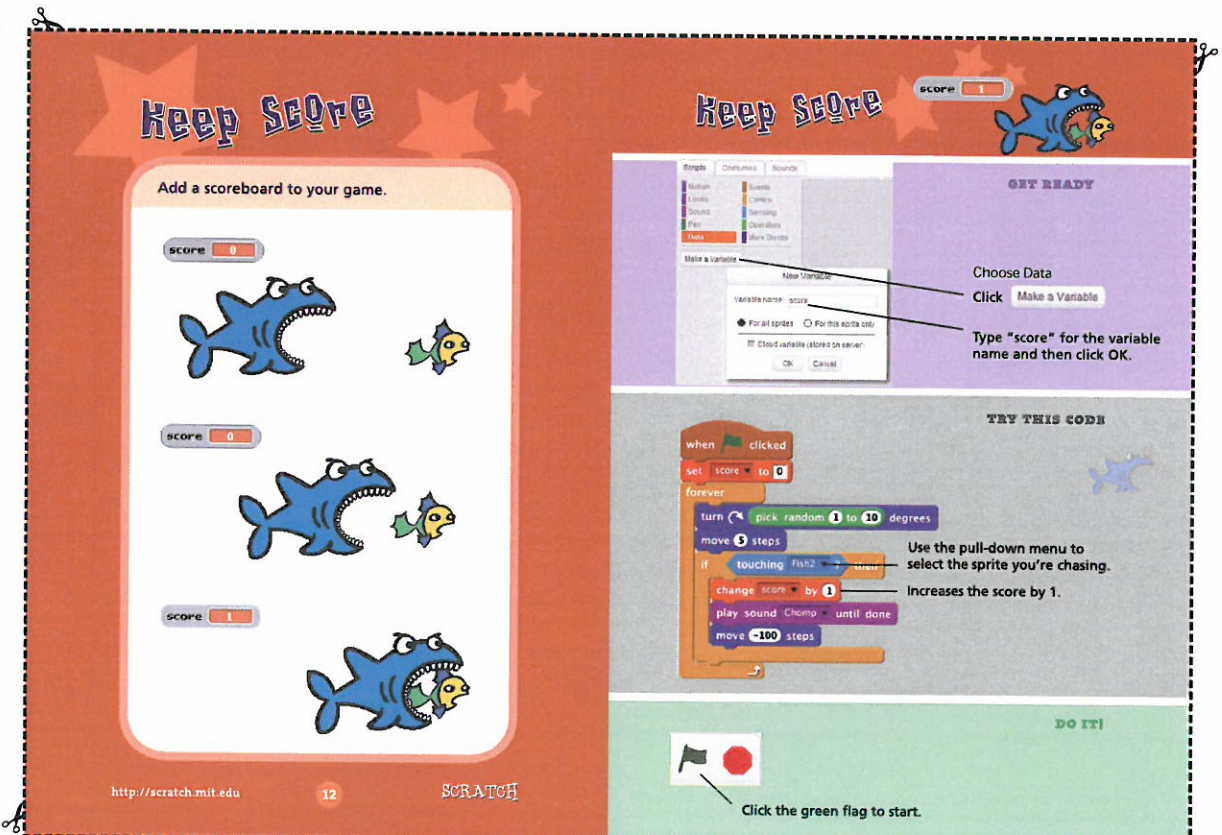 Keep Score
Add a scoreboard to your game.
score 0
score 0
score 1
http://scratch.mit.edu
12
SCRATCH
Keep Score
score 1
GET READY
Scripts Costumes Sounds
Motion Events
Looks Control
Sound Sensing
Pen Operators
Data More Blocks
Make a Variable
New Variable
Variable name: score
For all sprites For this sprite only
Cloud variable (stored on server)
OK Cancel
Choose Data
Click Make a Variable
Type "score" for the variable
name and then click OK.
TRY THIS CODE
when clicked
set score to 0
forever
turn pick random 1 to 10 degrees
move 5 steps
if touching Fish2 ? then
change score by 1
play sound Chomp until done
move -100 steps
Use the pull-down menu to
select the sprite you're chasing.
Increases the score by 1.
DO IT!
Click the green flag to start.